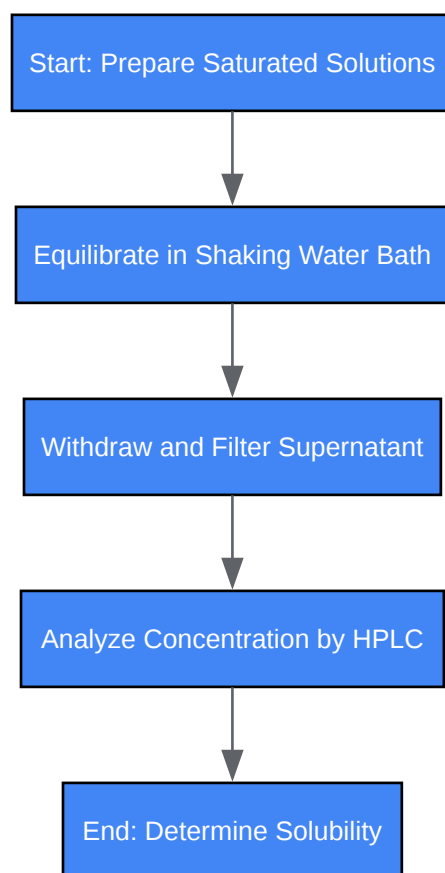 Start: Prepare Saturated Solutions
Equilibrate in Shaking Water Bath
Withdraw and Filter Supernatant
Analyze Concentration by HPLC
End: Determine Solubility